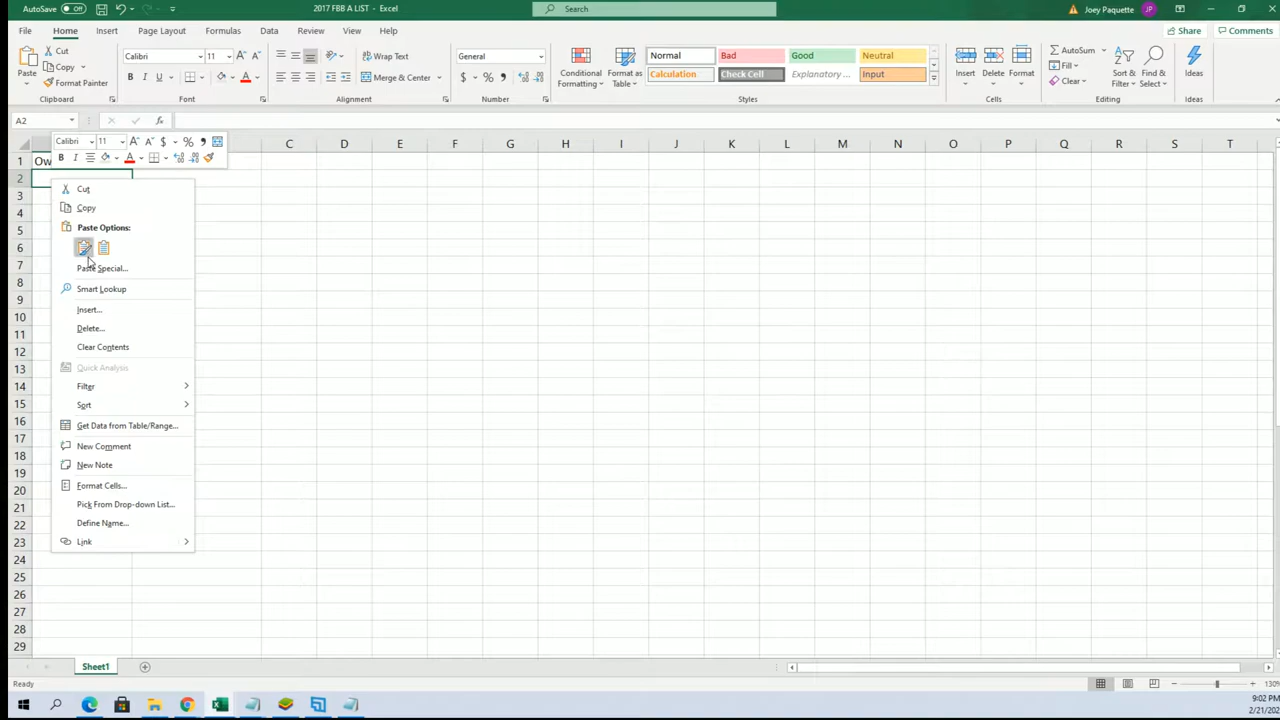 AutoSave Off 2017 FBB A LIST - Excel Search Joey Paquette JP
File Home Insert Page Layout Formulas Data Review View Help Share Comments
Paste Cut Copy Format Painter Clipboard
Calibri 11 B I U Font
Wrap Text Merge & Center Alignment
General $ % Number
Conditional Formatting Format as Table
Normal Bad Good Neutral
Calculation Check Cell Explanatory ... Input
Styles
Insert Delete Format Cells
AutoSum Fill Clear Sort & Filter Find & Select Editing
Ideas Ideas
A2 fx
Calibri 11 A A $ % ,
B I A
C D E F G H I J K L M N O P Q R S T
1 Ow
2
3
4
5
6
7
8
9
10
11
12
13
14
15
16
17
18
19
20
21
22
23
24
25
26
27
28
29
Cut
Copy
Paste Options:
Paste Special...
Smart Lookup
Insert...
Delete...
Clear Contents
Quick Analysis
Filter
Sort
Get Data from Table/Range...
New Comment
New Note
Format Cells...
Pick From Drop-down List...
Define Name...
Link
Sheet1
Ready 130%
9:02 PM
2/21/202